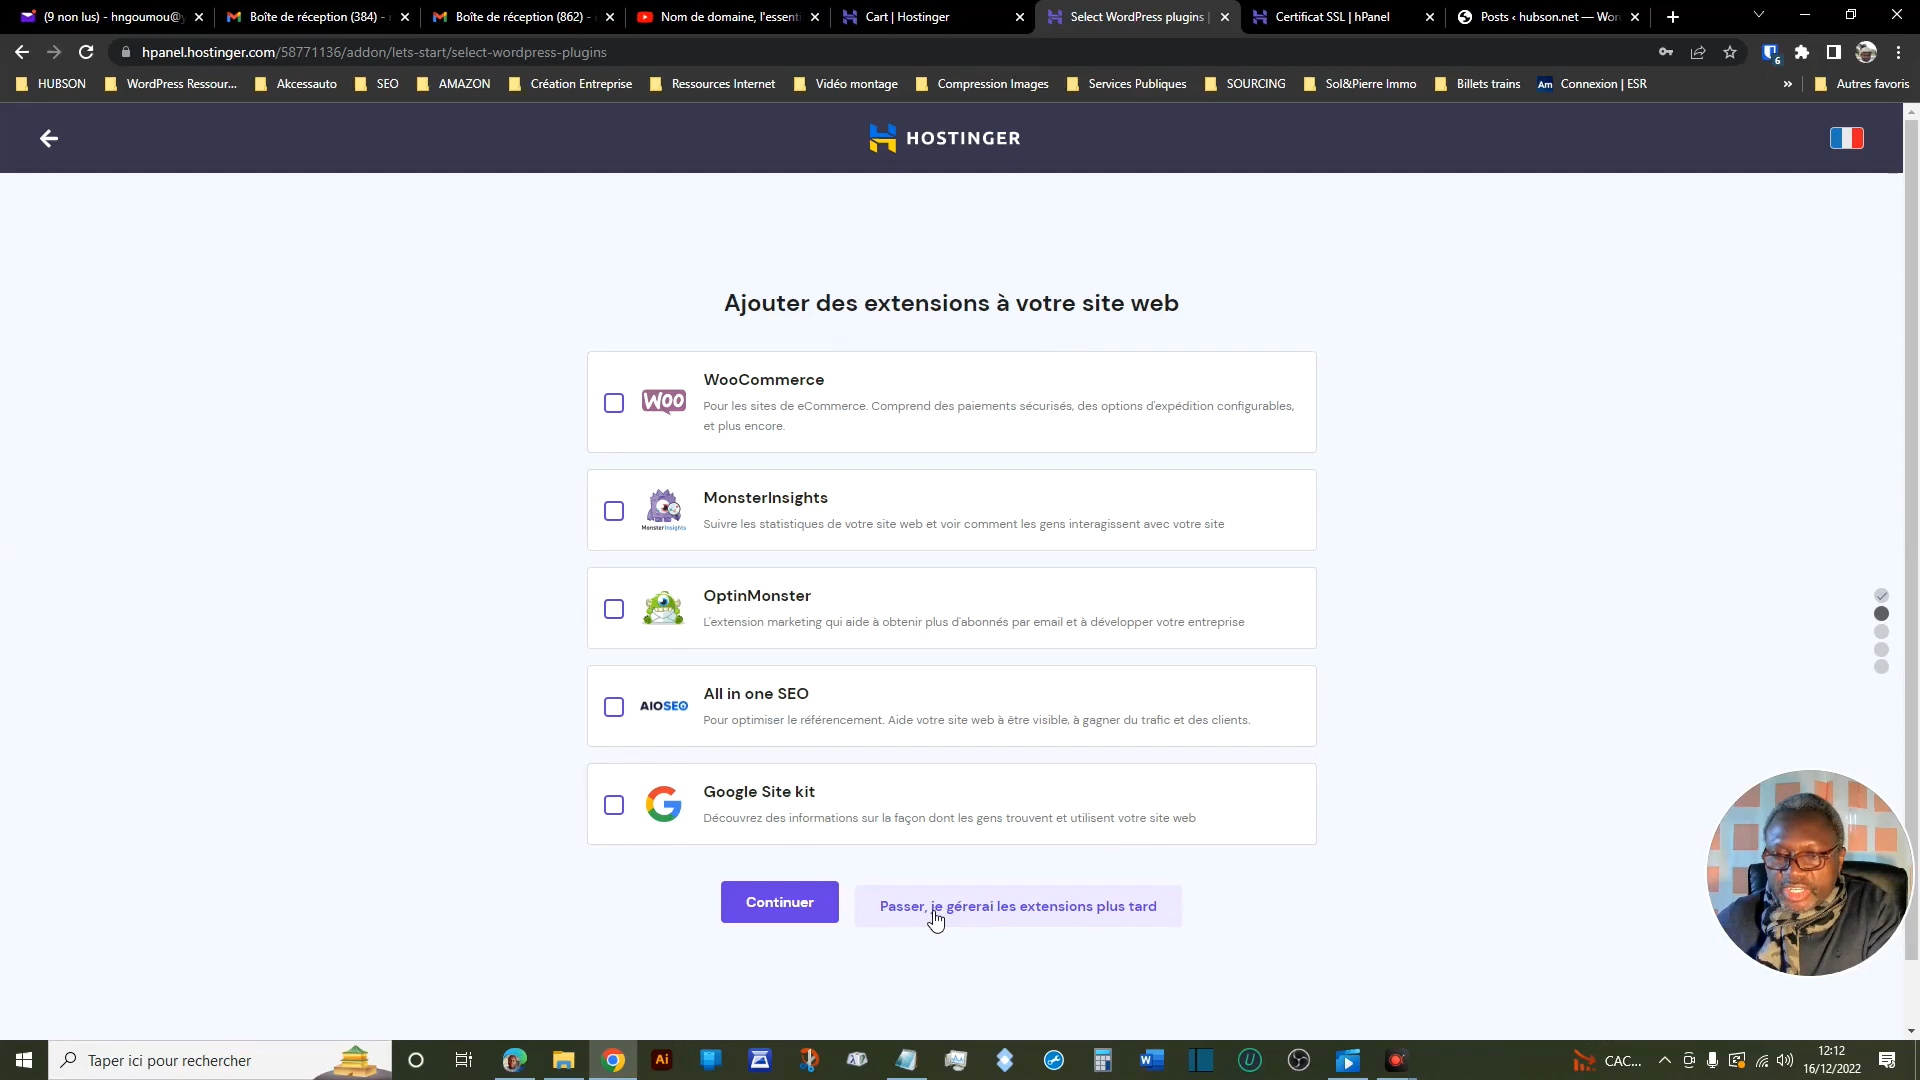 (9 non lus) - hngoumou@y
Boîte de réception (384) -
Boîte de réception (862) -
Nom de domaine, l'essenti
Cart | Hostinger
Select WordPress plugins |
Certificat SSL | hPanel
Posts ‹ hubson.net — Wor
hpanel.hostinger.com/58771136/addon/lets-start/select-wordpress-plugins
6
HUBSON
WordPress Ressour...
Akcessauto
SEO
AMAZON
Création Entreprise
Ressources Internet
Vidéo montage
Compression Images
Services Publiques
SOURCING
Sol&Pierre Immo
Billets trains
Am
Connexion | ESR
»
Autres favoris
HOSTINGER
Ajouter des extensions à votre site web
WOO
WooCommerce
Pour les sites de eCommerce. Comprend des paiements sécurisés, des options d'expédition configurables,
et plus encore.
MonsterInsights
MonsterInsights
Suivre les statistiques de votre site web et voir comment les gens interagissent avec votre site
OptinMonster
L'extension marketing qui aide à obtenir plus d'abonnés par email et à développer votre entreprise
AIOSEO
All in one SEO
Pour optimiser le référencement. Aide votre site web à être visible, à gagner du trafic et des clients.
Google Site kit
Découvrez des informations sur la façon dont les gens trouvent et utilisent votre site web
Continuer
Passer, je gérerai les extensions plus tard
Taper ici pour rechercher
Ai
W
U
CAC...
12:12
16/12/2022